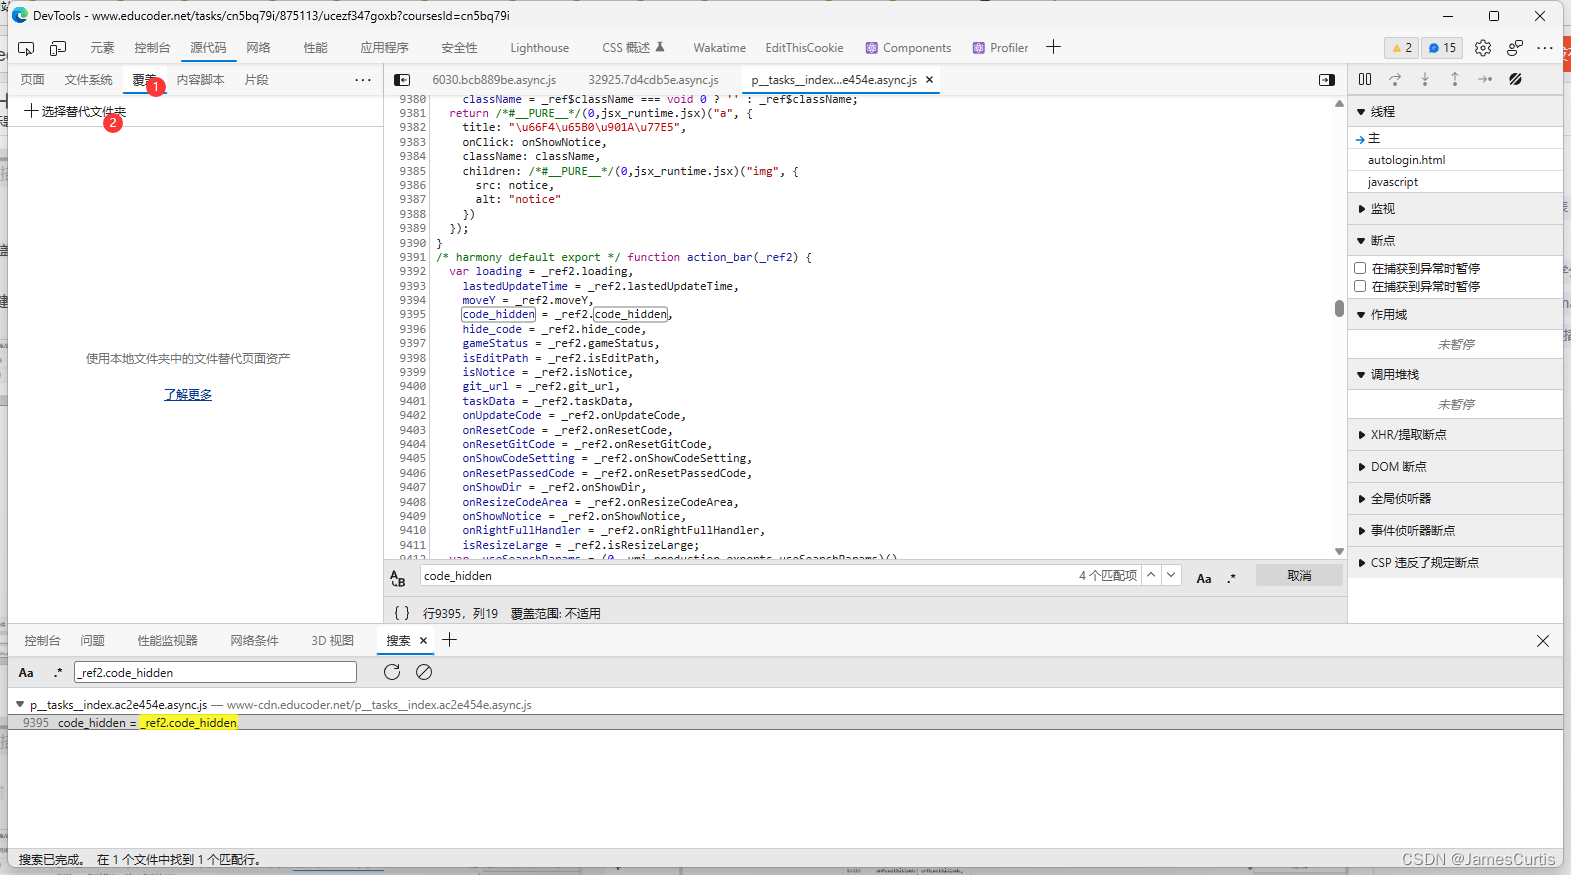 DevTools - www.educoder.net/tasks/cn5bq79i/875113/ucezf347goxb?coursesId=cn5bq79i
元素 控制台 源代码 网络 性能 应用程序 安全性 Lighthouse CSS 概述 Wakatime EditThisCookie Components Profiler
2 15
页面 文件系统 覆盖 内容脚本 片段
1
6030.bcb889be.async.js 32925.7d4cdb5e.async.js p__tasks__index...e454e.async.js
选择替代文件夹
2
使用本地文件夹中的文件替代页面资产
了解更多
9380 className = _ref$className === void 0 ? '' : _ref$className;
9381 return /*#__PURE__*/(0,jsx_runtime.jsx)("a", {
9382 title: "\u66F4\u65B0\u901A\u77E5",
9383 onClick: onShowNotice,
9384 className: className,
9385 children: /*#__PURE__*/(0,jsx_runtime.jsx)("img", {
9386 src: notice,
9387 alt: "notice"
9388 })
9389 });
9390 }
9391 /* harmony default export */ function action_bar(_ref2) {
9392 var loading = _ref2.loading,
9393 lastedUpdateTime = _ref2.lastedUpdateTime,
9394 moveY = _ref2.moveY,
9395 code_hidden = _ref2.code_hidden,
9396 hide_code = _ref2.hide_code,
9397 gameStatus = _ref2.gameStatus,
9398 isEditPath = _ref2.isEditPath,
9399 isNotice = _ref2.isNotice,
9400 git_url = _ref2.git_url,
9401 taskData = _ref2.taskData,
9402 onUpdateCode = _ref2.onUpdateCode,
9403 onResetCode = _ref2.onResetCode,
9404 onResetGitCode = _ref2.onResetGitCode,
9405 onShowCodeSetting = _ref2.onShowCodeSetting,
9406 onResetPassedCode = _ref2.onResetPassedCode,
9407 onShowDir = _ref2.onShowDir,
9408 onResizeCodeArea = _ref2.onResizeCodeArea,
9409 onShowNotice = _ref2.onShowNotice,
9410 onRightFullHandler = _ref2.onRightFullHandler,
9411 isResizeLarge = _ref2.isResizeLarge;
code_hidden 4 个匹配项 Aa .* 取消
{ } 行9395，列19 覆盖范围: 不适用
线程
主
autologin.html
javascript
监视
断点
在捕获到异常时暂停
在捕获到异常时暂停
作用域
未暂停
调用堆栈
未暂停
XHR/提取断点
DOM 断点
全局侦听器
事件侦听器断点
CSP 违反了规定断点
控制台 问题 性能监视器 网络条件 3D 视图 搜索
Aa .* _ref2.code_hidden
p__tasks__index.ac2e454e.async.js — www-cdn.educoder.net/p__tasks__index.ac2e454e.async.js
9395 code_hidden = _ref2.code_hidden,
搜索已完成。 在 1 个文件中找到 1 个匹配行。
CSDN @JamesCurtis